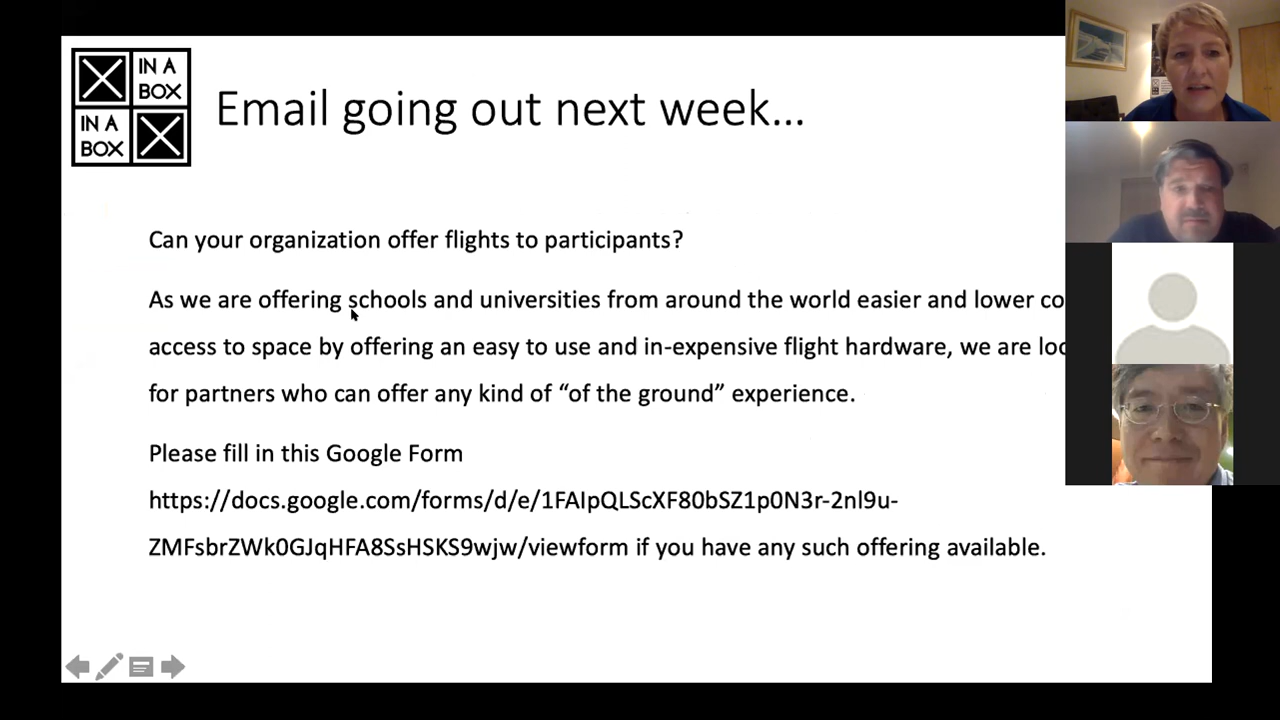 IN A
BOX
IN A
BOX
Email going out next week...
Can your organization offer flights to participants?
As we are offering schools and universities from around the world easier and lower co
access to space by offering an easy to use and in-expensive flight hardware, we are loo
for partners who can offer any kind of “of the ground” experience.
Please fill in this Google Form
https://docs.google.com/forms/d/e/1FAIpQLScXF80bSZ1p0N3r-2nl9u-
ZMFsbrZWk0GJqHFA8SsHSKS9wjw/viewform if you have any such offering available.